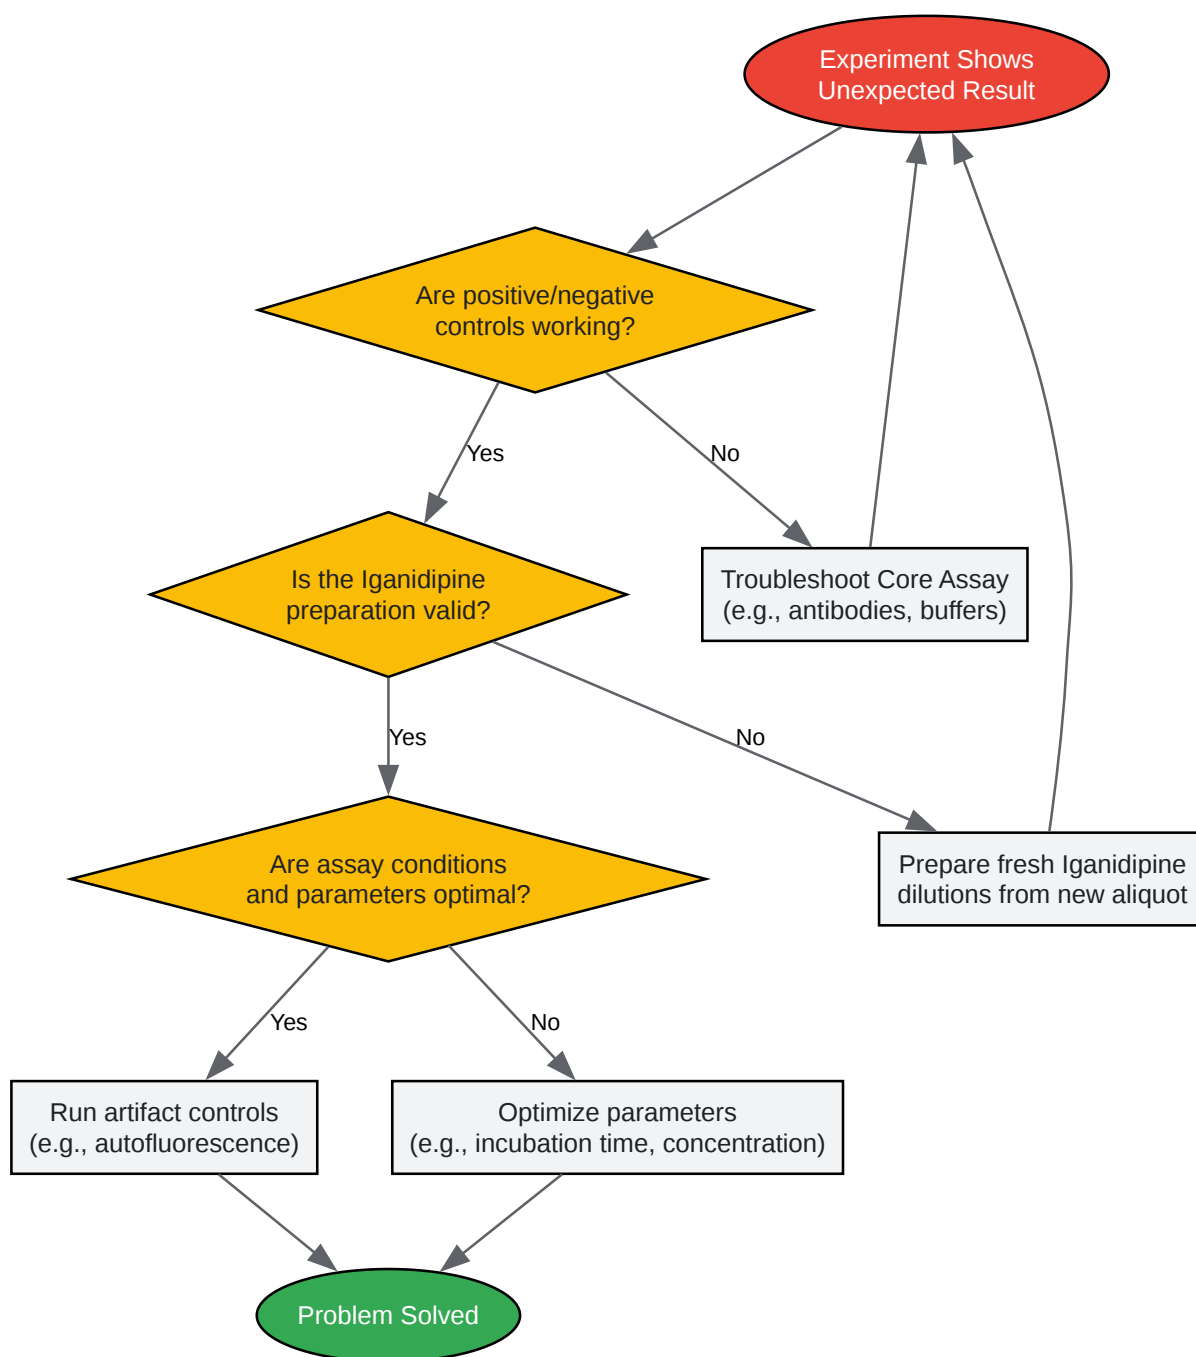 Experiment Shows
Unexpected Result
Are positive/negative
controls working?
Yes
No
Is the Iganidipine
preparation valid?
Troubleshoot Core Assay
(e.g., antibodies, buffers)
Yes
No
Are assay conditions
and parameters optimal?
Prepare fresh Iganidipine
dilutions from new aliquot
Yes
No
Run artifact controls
(e.g., autofluorescence)
Optimize parameters
(e.g., incubation time, concentration)
Problem Solved